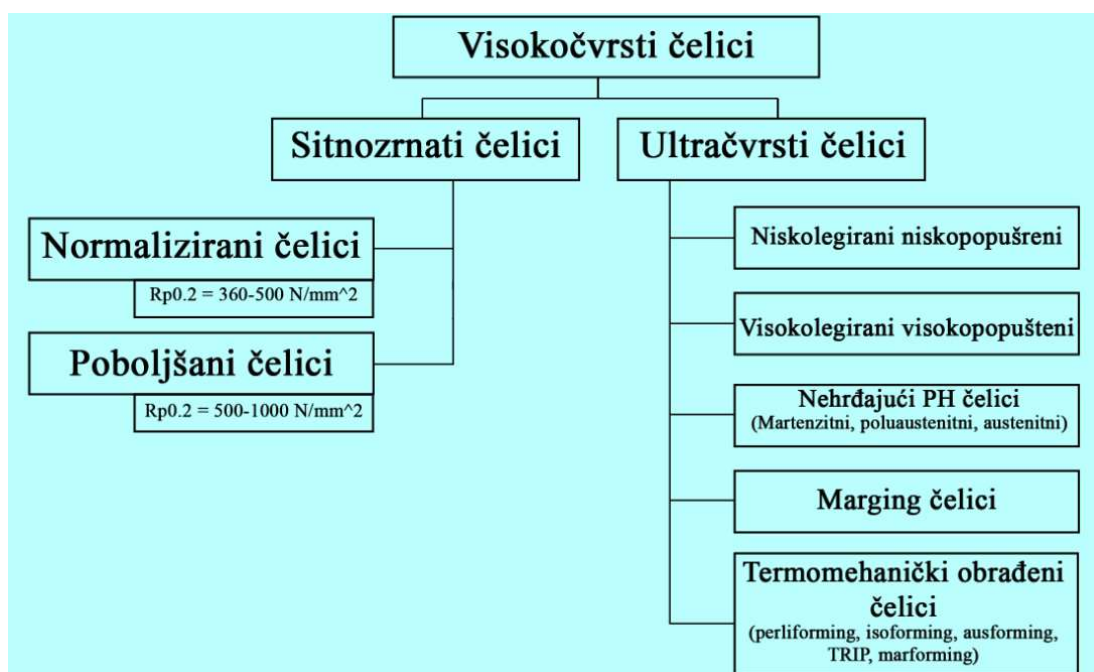 Visokočvrsti čelici
Sitnozrnati čelici
Ultračvrsti čelici
Normalizirani čelici
Rp0.2 = 360-500 N/mm^2
Poboljšani čelici
Rp0.2 = 500-1000 N/mm^2
Niskolegirani niskopopušreni
Visokolegirani visokopopušteni
Nehrđajući PH čelici
(Martenzitni, poluaustenitni, austenitni)
Marging čelici
Termomehanički obrađeni
čelici
(perliforming, isoforming, ausforming,
TRIP, marforming)